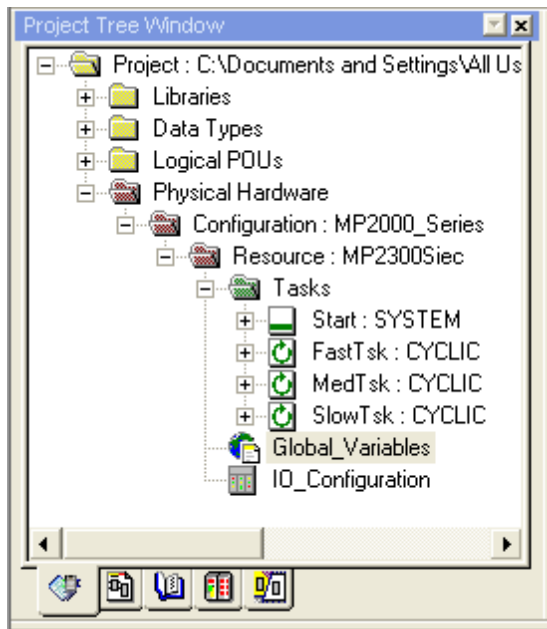 Project Tree Window
Project : C:\Documents and Settings\All Us
Libraries
Data Types
Logical POUs
Physical Hardware
Configuration : MP2000_Series
Resource : MP2300Siec
Tasks
Start : SYSTEM
FastTsk : CYCLIC
MedTsk : CYCLIC
SlowTsk : CYCLIC
Global_Variables
IO_Configuration